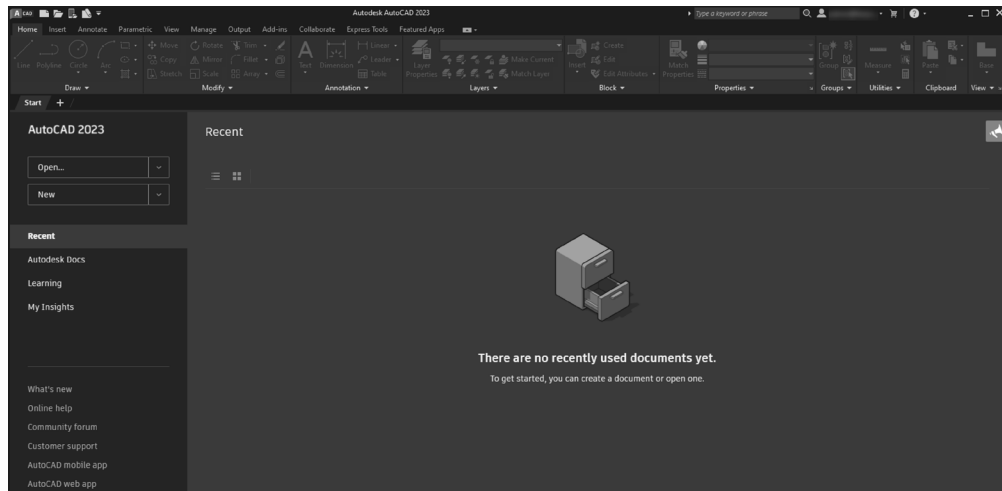 A CAD
Autodesk AutoCAD 2023
Type a keyword or phrase
Home Insert Annotate Parametric View Manage Output Add-ins Collaborate Express Tools Featured Apps
Line Polyline Circle Arc
Move Rotate Trim
Copy Mirror Fillet
Stretch Scale Array
Text Dimension
Linear
Leader
Table
Layer Properties
Make Current
Match Layer
Insert
Create
Edit
Edit Attributes
Match Properties
Group
Measure
Paste
Base
Draw Modify Annotation Layers Block Properties Groups Utilities Clipboard View
Start
AutoCAD 2023
Open...
New
Recent
Autodesk Docs
Learning
My Insights
What's new
Online help
Community forum
Customer support
AutoCAD mobile app
AutoCAD web app
Recent
There are no recently used documents yet.
To get started, you can create a document or open one.